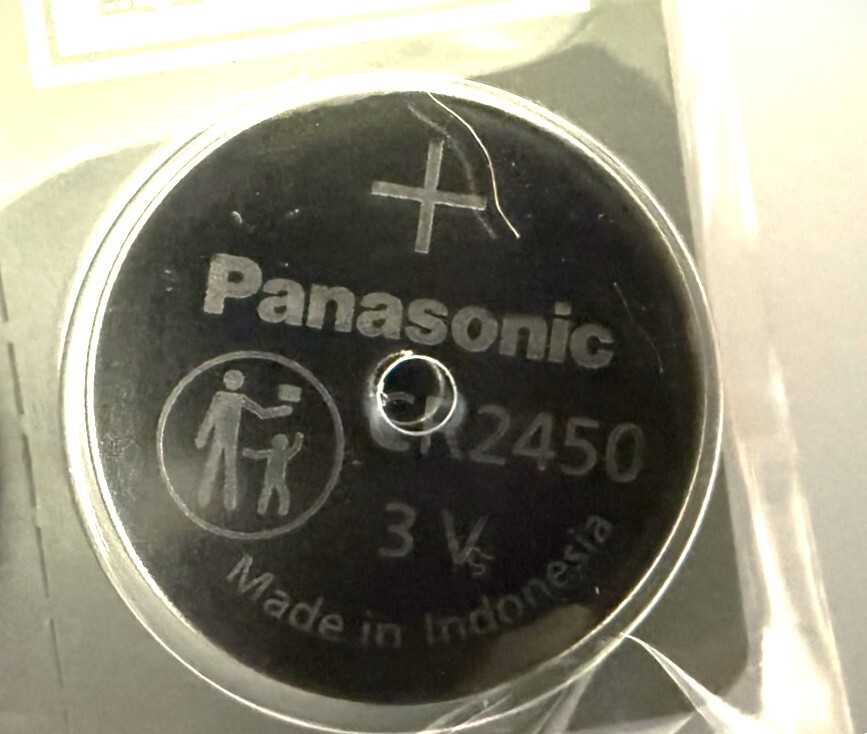 +
Panasonic
CR2450
3 V
Made in Indonesia